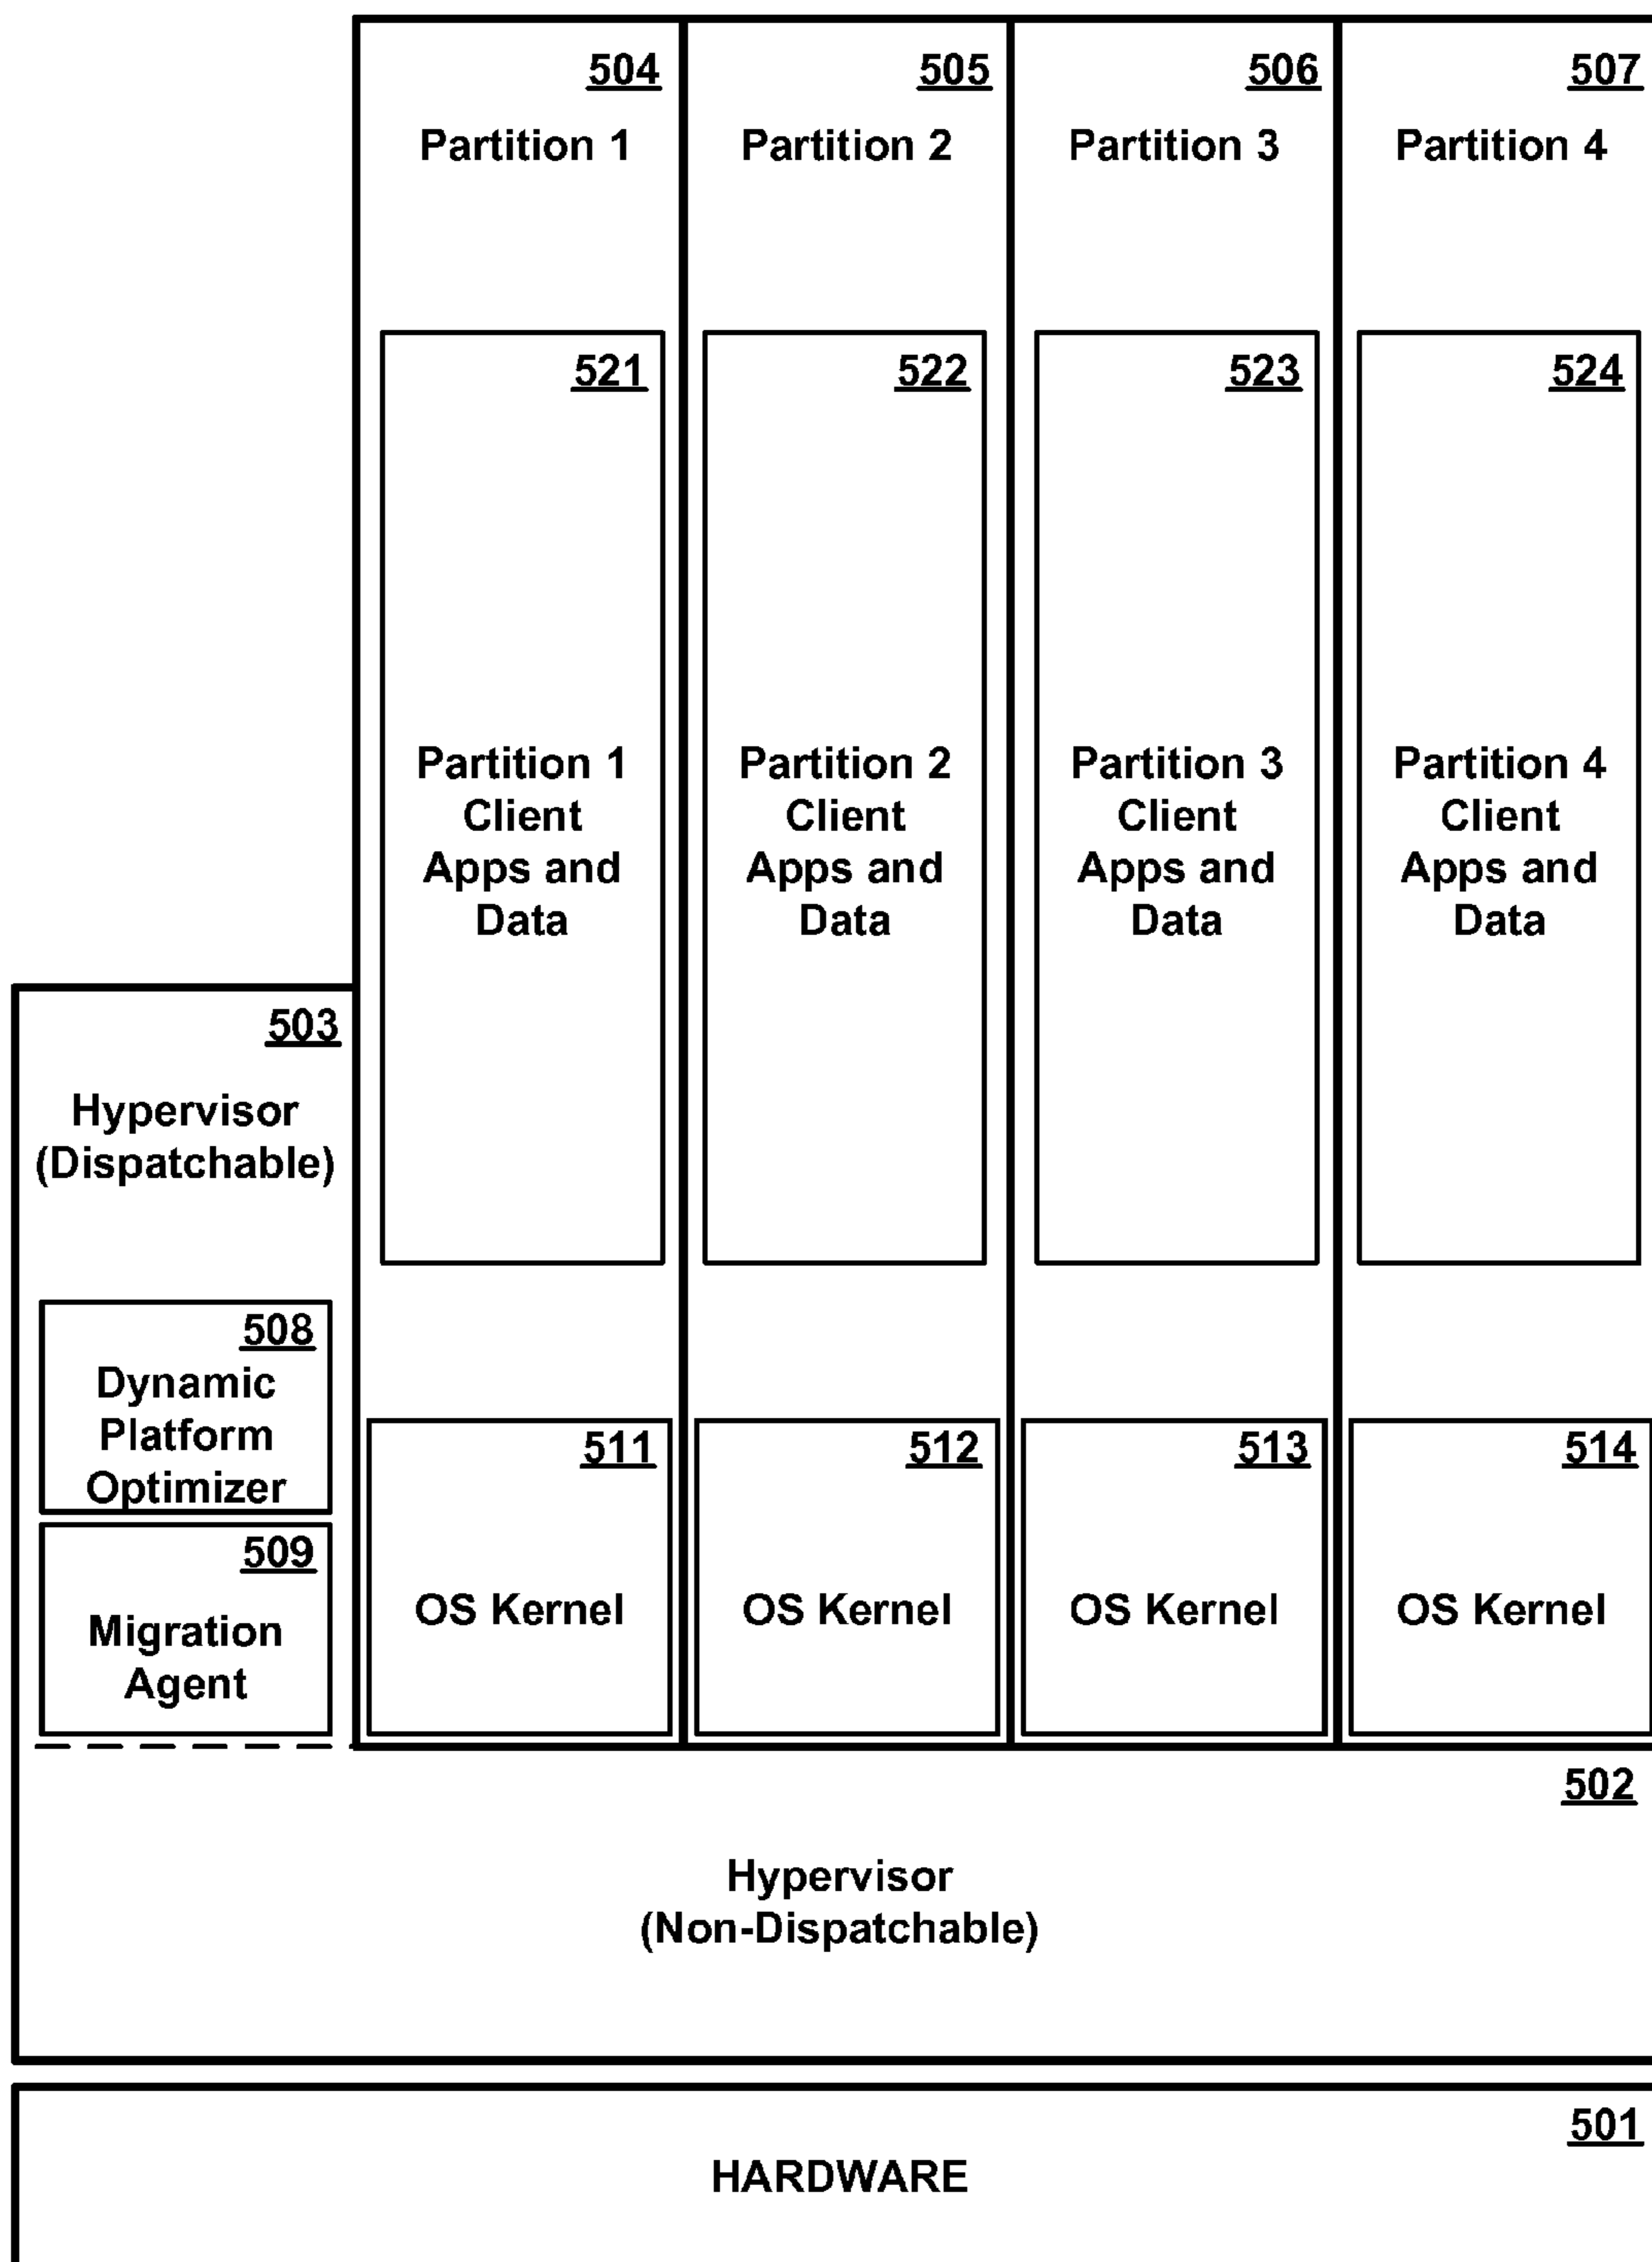 504
Partition 1
505
Partition 2
506
Partition 3
507
Partition 4
521
Partition 1
Client
Apps and
Data
522
Partition 2
Client
Apps and
Data
523
Partition 3
Client
Apps and
Data
524
Partition 4
Client
Apps and
Data
503
Hypervisor
(Dispatchable)
508
Dynamic
Platform
Optimizer
509
Migration
Agent
511
OS Kernel
512
OS Kernel
513
OS Kernel
514
OS Kernel
502
Hypervisor
(Non-Dispatchable)
501
HARDWARE